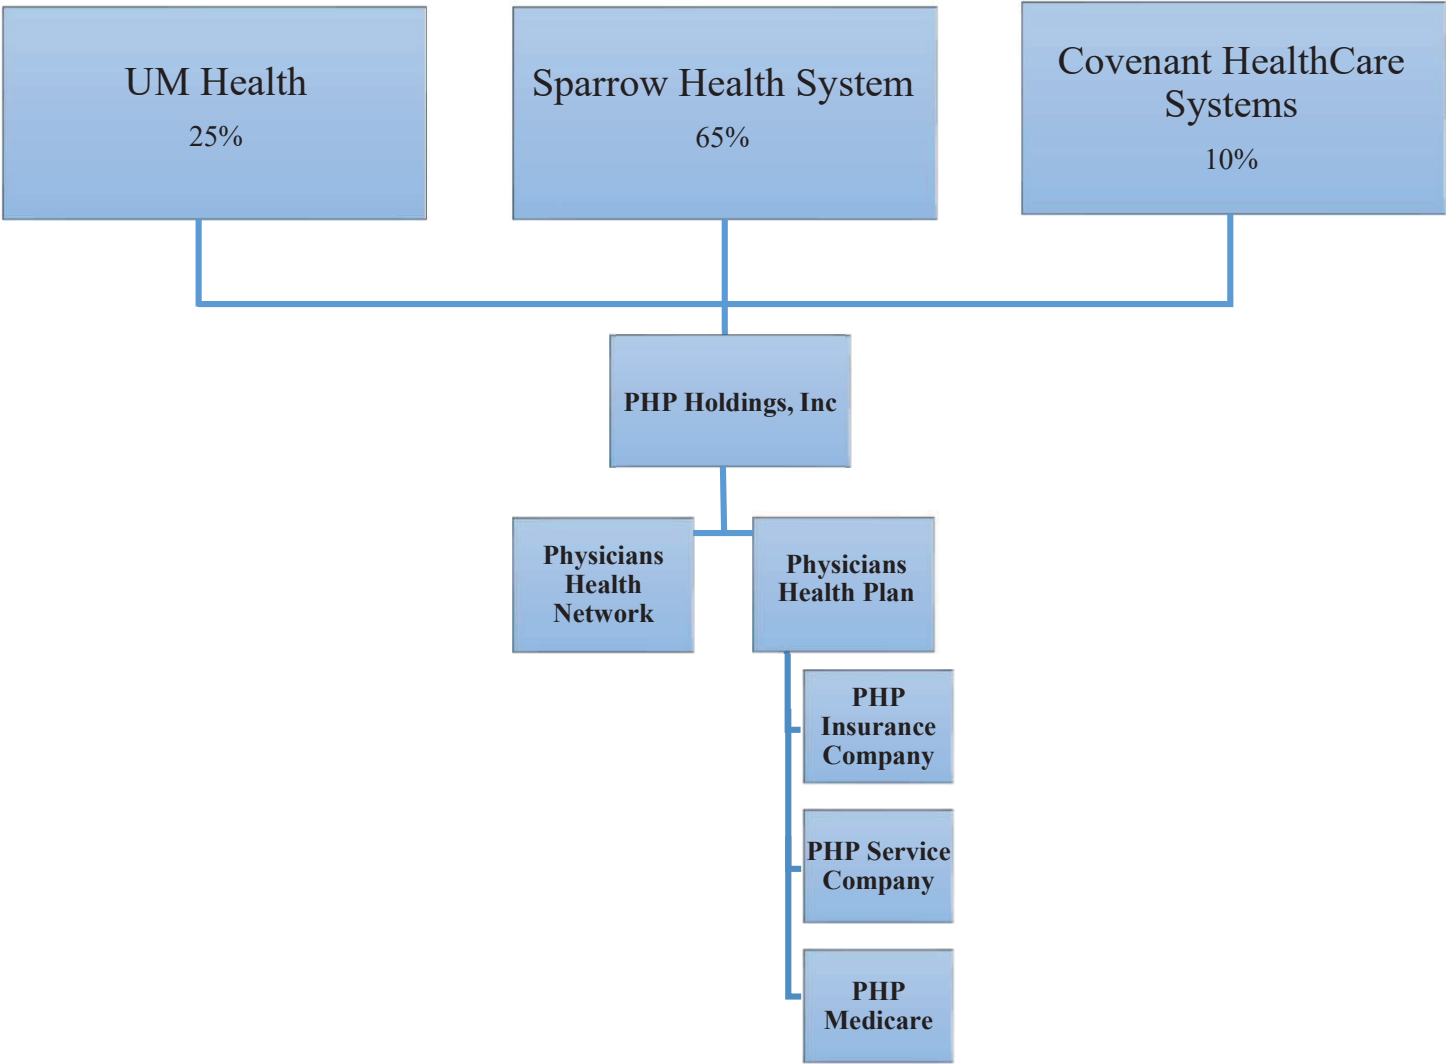 UM Health
25%
Sparrow Health System
65%
Covenant HealthCare
Systems
10%
PHP Holdings, Inc
Physicians
Health
Network
Physicians
Health Plan
PHP
Insurance
Company
PHP Service
Company
PHP
Medicare